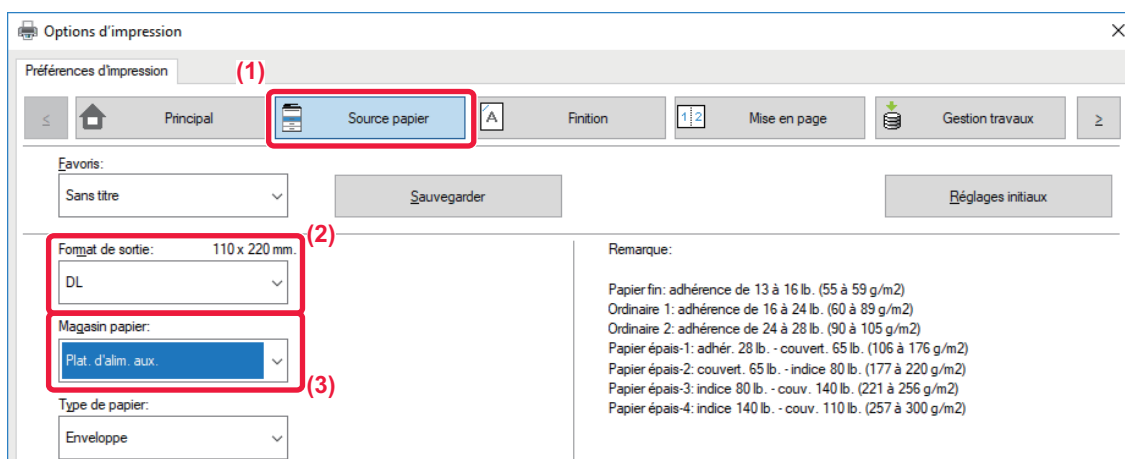 Options d'impression
Préférences d'impression
(1)
≤ Principal Source papier A Finition 1 2 Mise en page Gestion travaux ≥
Favoris:
Sans titre Sauvegarder Réglages initiaux
(2)
Format de sortie: 110 x 220 mm.
DL
Magasin papier:
Plat. d'alim. aux.
(3)
Type de papier:
Enveloppe
Remarque:
Papier fin: adhérence de 13 à 16 lb. (55 à 59 g/m2)
Ordinaire 1: adhérence de 16 à 24 lb. (60 à 89 g/m2)
Ordinaire 2: adhérence de 24 à 28 lb. (90 à 105 g/m2)
Papier épais-1: adhér. 28 lb. - couvert. 65 lb. (106 à 176 g/m2)
Papier épais-2: couvert. 65 lb. - indice 80 lb. (177 à 220 g/m2)
Papier épais-3: indice 80 lb. - couv. 140 lb. (221 à 256 g/m2)
Papier épais-4: indice 140 lb. - couv. 110 lb. (257 à 300 g/m2)